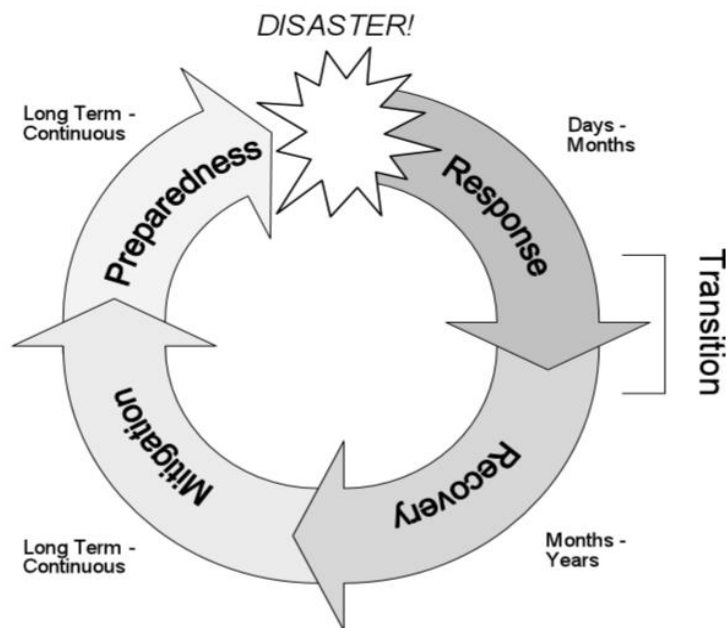 DISASTER!
Long Term -
Continuous
Days -
Months
Preparedness
Response
Transition
Mitigation
Recovery
Long Term -
Continuous
Months -
Years